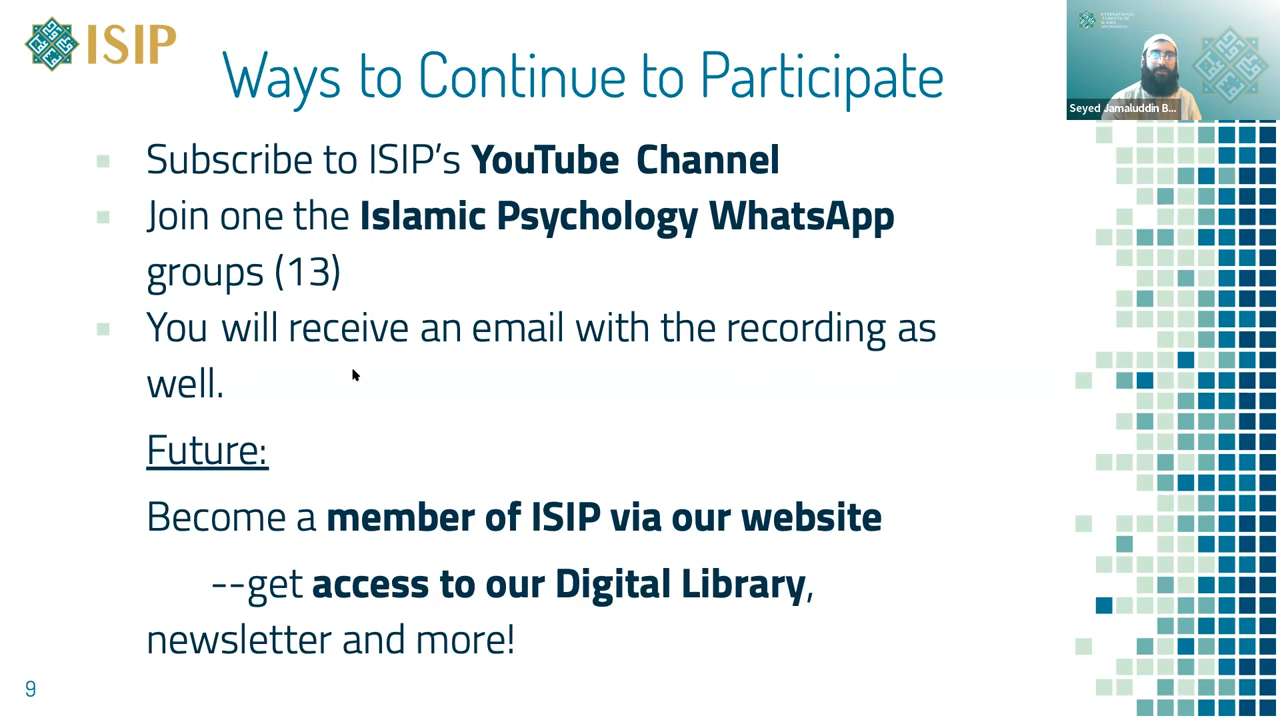 ISIP
Ways to Continue to Participate
Subscribe to ISIP’s YouTube Channel
Join one the Islamic Psychology WhatsApp
groups (13)
You will receive an email with the recording as
well.
Future:
Become a member of ISIP via our website
--get access to our Digital Library,
newsletter and more!
9
Seyed Jamaluddin B...